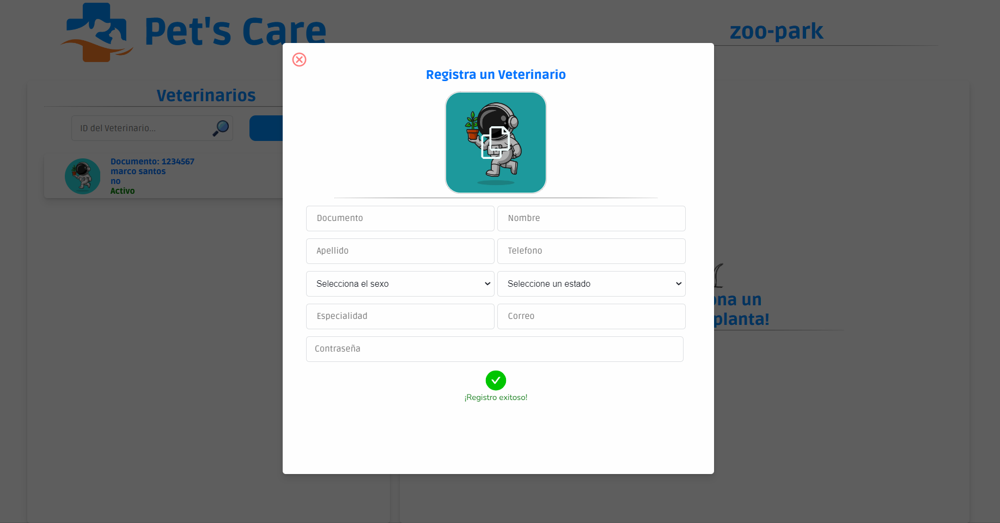 Pet's Care
zoo-park
Registra un Veterinario
Veterinarios
ID del Veterinario...
Documento: 1234567
marco santos
no
Activo
Documento
Nombre
Apellido
Telefono
Selecciona el sexo
Seleccione un estado
Especialidad
Correo
Contraseña
¡Registro exitoso!
un
planta!